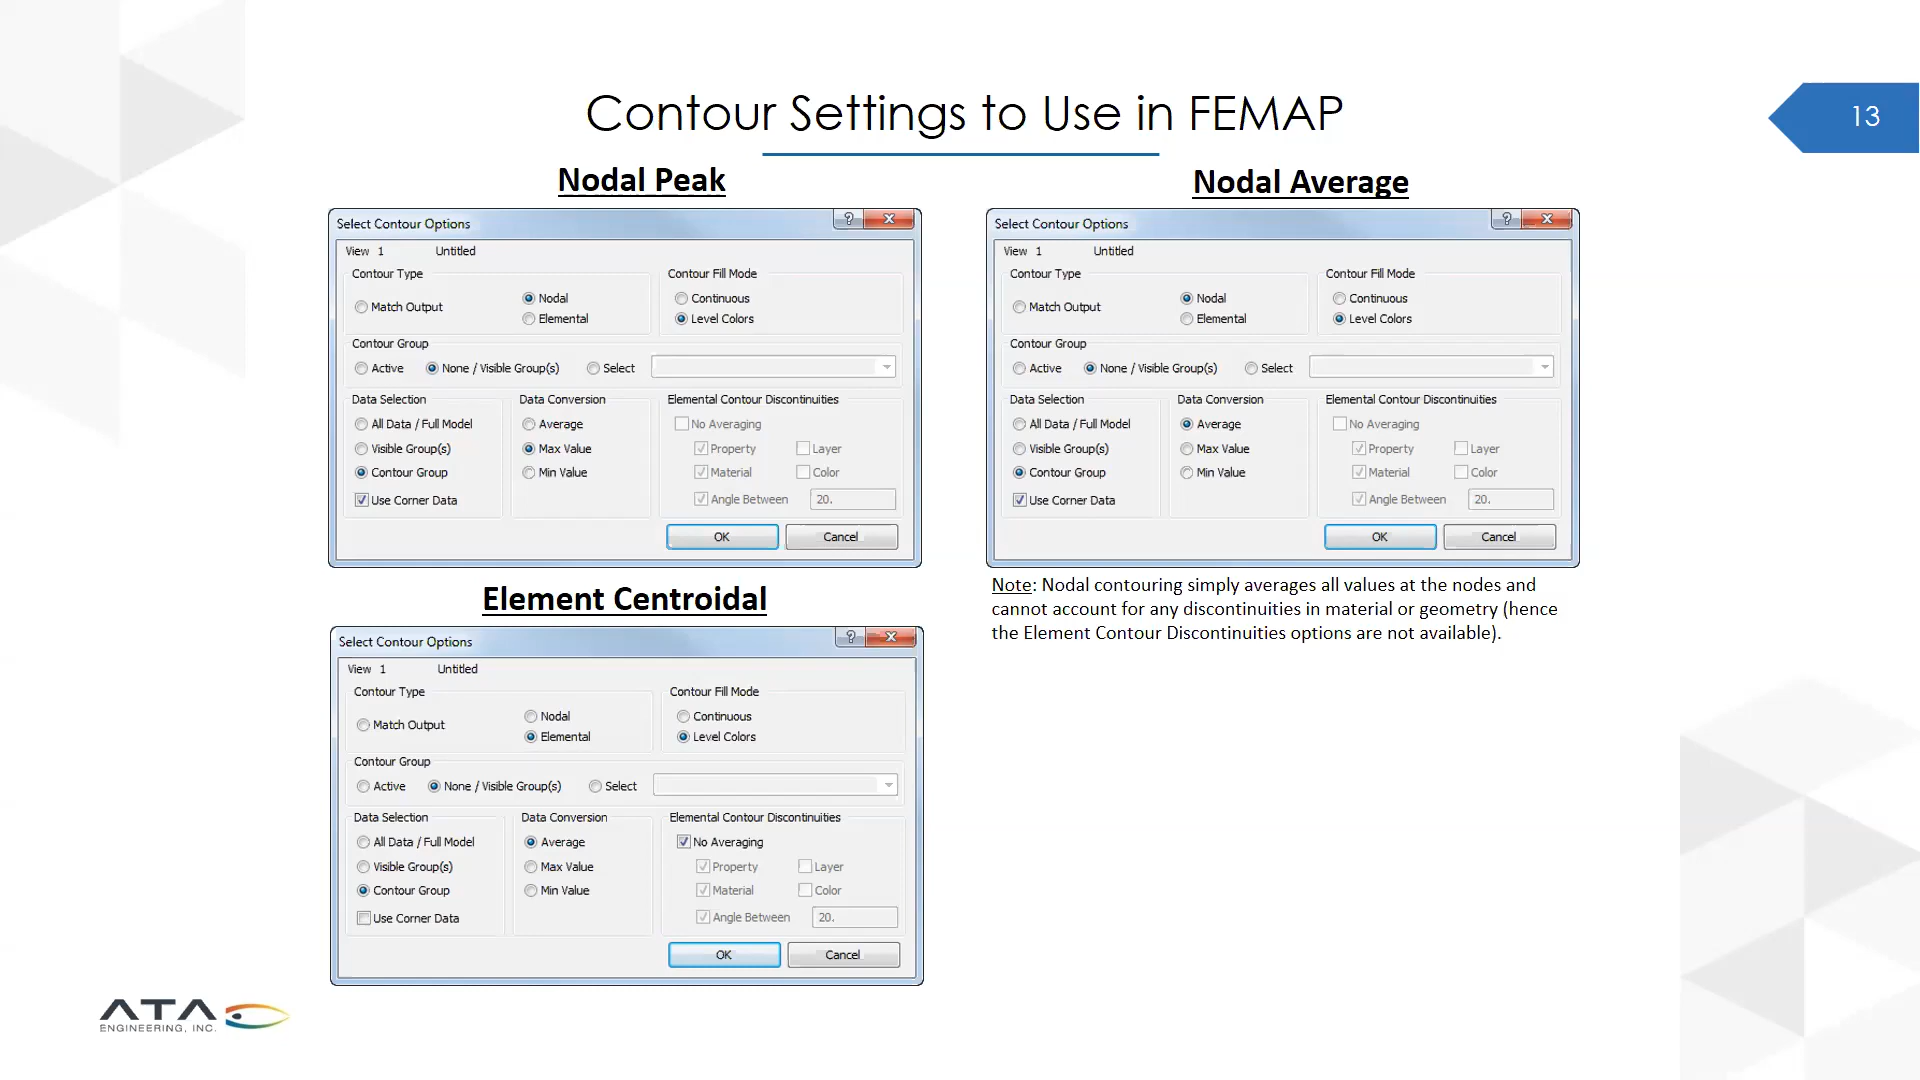 Contour Settings to Use in FEMAP
13
Nodal Peak
Select Contour Options
?
View 1 Untitled
Contour Type
Match Output
Nodal
Elemental
Contour Fill Mode
Continuous
Level Colors
Contour Group
Active None / Visible Group(s) Select
Data Selection
All Data / Full Model
Visible Group(s)
Contour Group
Use Corner Data
Data Conversion
Average
Max Value
Min Value
Elemental Contour Discontinuities
No Averaging
Property Layer
Material Color
Angle Between 20.
OK Cancel
Nodal Average
Select Contour Options
?
View 1 Untitled
Contour Type
Match Output
Nodal
Elemental
Contour Fill Mode
Continuous
Level Colors
Contour Group
Active None / Visible Group(s) Select
Data Selection
All Data / Full Model
Visible Group(s)
Contour Group
Use Corner Data
Data Conversion
Average
Max Value
Min Value
Elemental Contour Discontinuities
No Averaging
Property Layer
Material Color
Angle Between 20.
OK Cancel
Note: Nodal contouring simply averages all values at the nodes and
cannot account for any discontinuities in material or geometry (hence
the Element Contour Discontinuities options are not available).
Element Centroidal
Select Contour Options
?
View 1 Untitled
Contour Type
Match Output
Nodal
Elemental
Contour Fill Mode
Continuous
Level Colors
Contour Group
Active None / Visible Group(s) Select
Data Selection
All Data / Full Model
Visible Group(s)
Contour Group
Use Corner Data
Data Conversion
Average
Max Value
Min Value
Elemental Contour Discontinuities
No Averaging
Property Layer
Material Color
Angle Between 20.
OK Cancel
ATA
ENGINEERING, INC.